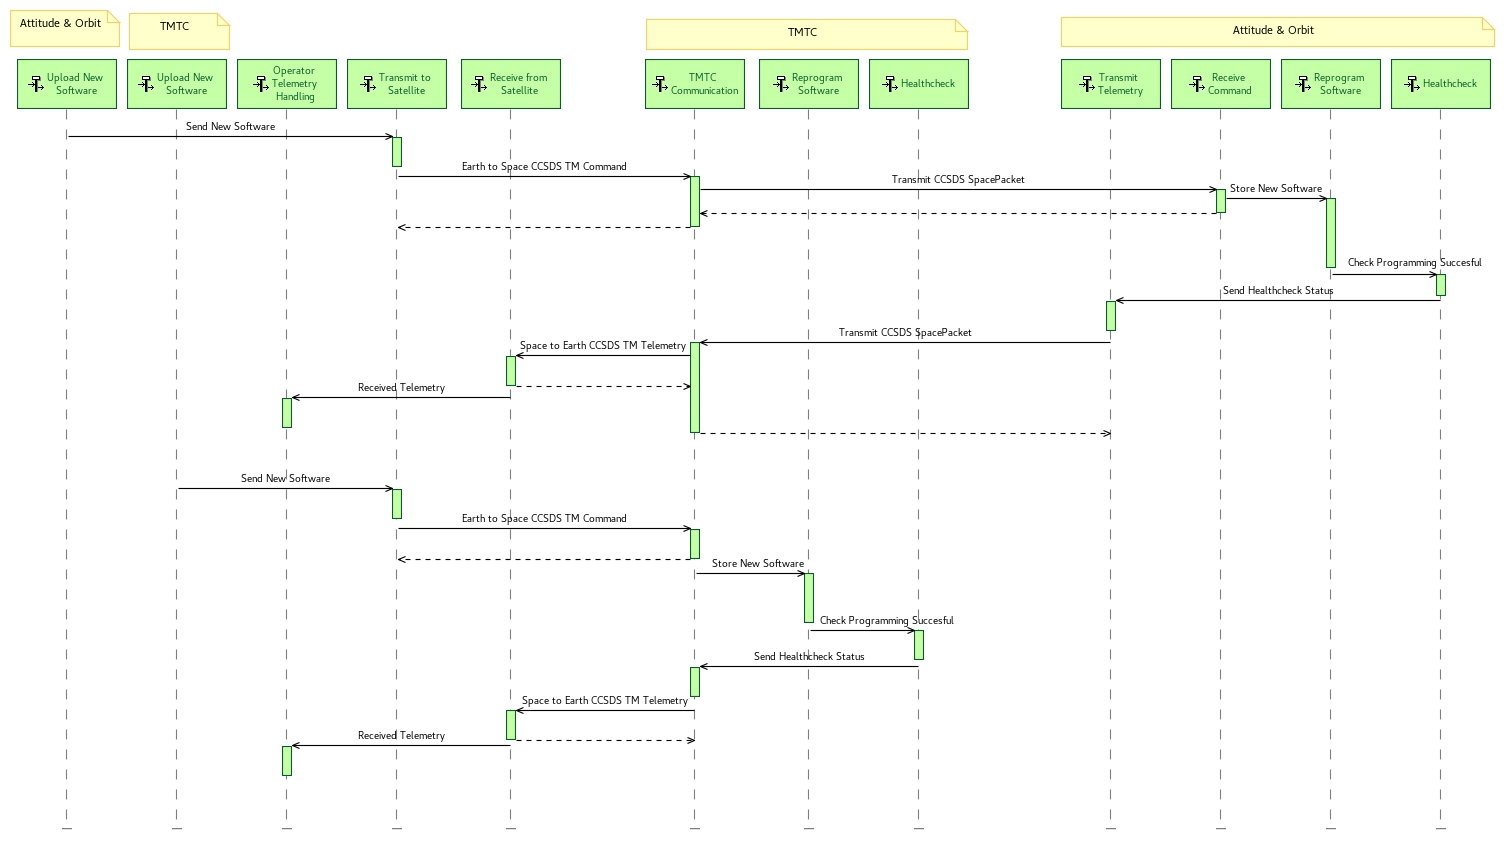 Attitude & Orbit
TMTC
TMTC
Attitude & Orbit
Upload New
Software
Upload New
Software
Operator
Telemetry
Handling
Transmit to
Satellite
Receive from
Satellite
TMTC
Communication
Reprogram
Software
Healthcheck
Transmit
Telemetry
Receive
Command
Reprogram
Software
Healthcheck
Send New Software
Earth to Space CCSDS TM Command
Transmit CCSDS SpacePacket
Store New Software
Check Programming Succesful
Send Healthcheck Status
Transmit CCSDS SpacePacket
Space to Earth CCSDS TM Telemetry
Received Telemetry
Send New Software
Earth to Space CCSDS TM Command
Store New Software
Check Programming Succesful
Send Healthcheck Status
Space to Earth CCSDS TM Telemetry
Received Telemetry